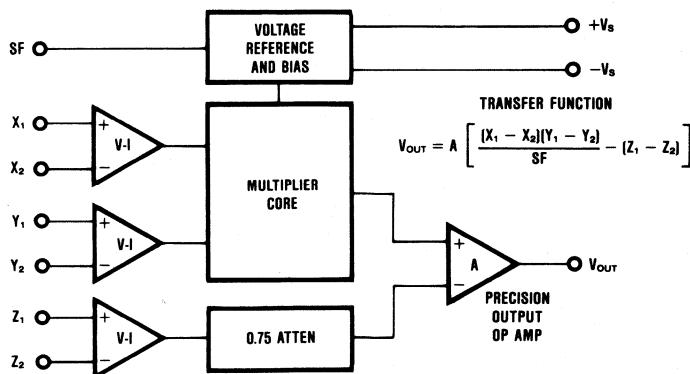 SF
VOLTAGE
REFERENCE
AND BIAS
+Vs
−Vs
TRANSFER FUNCTION
VOUT = A [ (X1 − X2)(Y1 − Y2) / SF − (Z1 − Z2) ]
X1
+
V-I
X2
−
MULTIPLIER
CORE
Y1
+
V-I
Y2
−
+
A
−
VOUT
PRECISION
OUTPUT
OP AMP
Z1
+
V-I
Z2
−
0.75 ATTEN